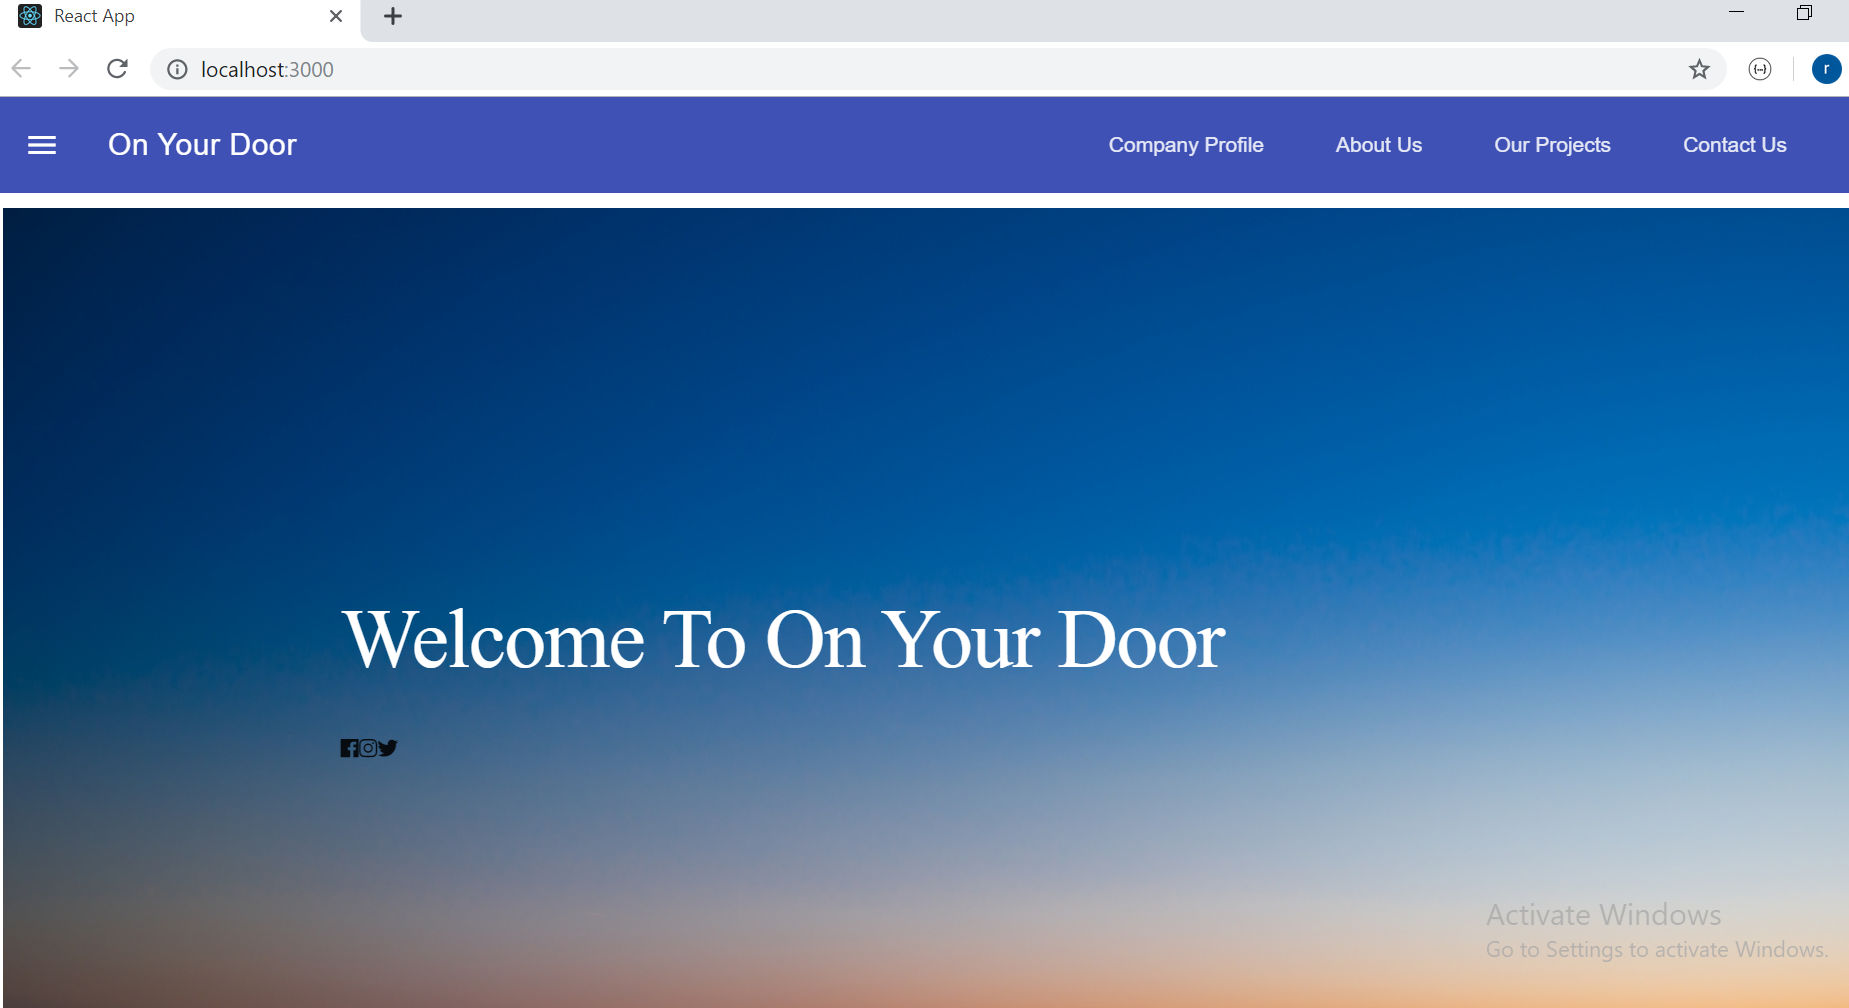 React App
localhost:3000
r
On Your Door
Company Profile
About Us
Our Projects
Contact Us
Welcome To On Your Door
Activate Windows
Go to Settings to activate Windows.